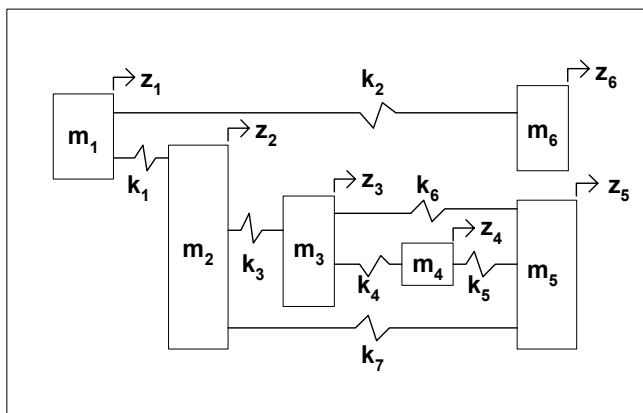 z₁
k₂
z₆
m₁
m₆
z₂
k₁
z₃
k₆
z₅
z₄
m₂
k₃
m₃
k₄
m₄
k₅
m₅
k₇